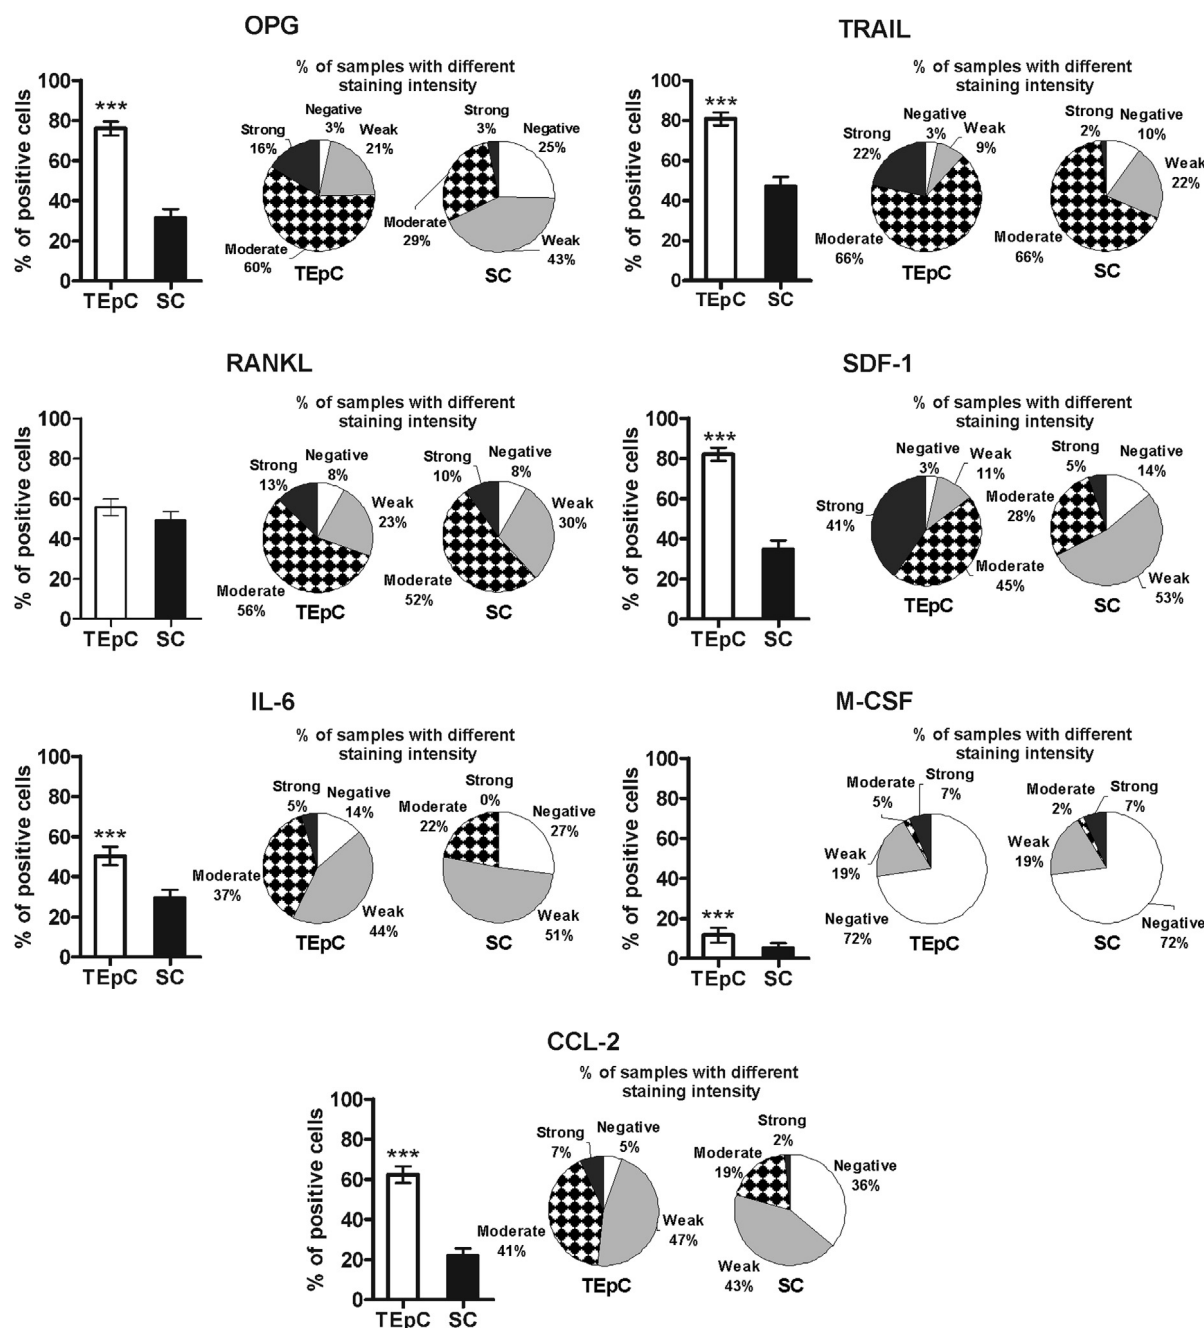 OPG
% of samples with different
staining intensity
% of positive cells
100
80
60
40
20
0
***
TEpC
SC
Strong
16%
Negative
3%
Weak
21%
Moderate
60%
TEpC
Strong
3%
Negative
25%
Moderate
29%
Weak
43%
SC
TRAIL
% of samples with different
staining intensity
% of positive cells
100
80
60
40
20
0
***
TEpC
SC
Strong
22%
Negative
3%
Weak
9%
Moderate
66%
TEpC
Strong
2%
Negative
10%
Weak
22%
Moderate
66%
SC
RANKL
% of samples with different
staining intensity
% of positive cells
100
80
60
40
20
0
TEpC
SC
Strong
13%
Negative
8%
Weak
23%
Moderate
56%
TEpC
Strong
10%
Negative
8%
Weak
30%
Moderate
52%
SC
SDF-1
% of samples with different
staining intensity
% of positive cells
100
80
60
40
20
0
***
TEpC
SC
Negative
3%
Weak
11%
Strong
41%
Moderate
45%
TEpC
Strong
5%
Negative
14%
Moderate
28%
Weak
53%
SC
IL-6
% of samples with different
staining intensity
% of positive cells
100
80
60
40
20
0
***
TEpC
SC
Strong
5%
Negative
14%
Moderate
37%
Weak
44%
TEpC
Strong
0%
Moderate
22%
Negative
27%
Weak
51%
SC
M-CSF
% of samples with different
staining intensity
% of positive cells
100
80
60
40
20
0
***
TEpC
SC
Moderate
5%
Strong
7%
Weak
19%
Negative
72%
TEpC
Moderate
2%
Strong
7%
Weak
19%
Negative
72%
SC
CCL-2
% of samples with different
staining intensity
% of positive cells
100
80
60
40
20
0
***
TEpC
SC
Strong
7%
Negative
5%
Moderate
41%
Weak
47%
TEpC
Strong
2%
Moderate
19%
Negative
36%
Weak
43%
SC